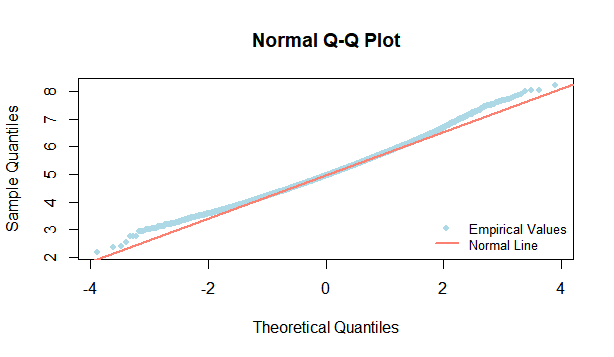 Normal Q-Q Plot
Sample Quantiles
8
7
6
5
4
3
2
Empirical Values
Normal Line
-4 -2 0 2 4
Theoretical Quantiles